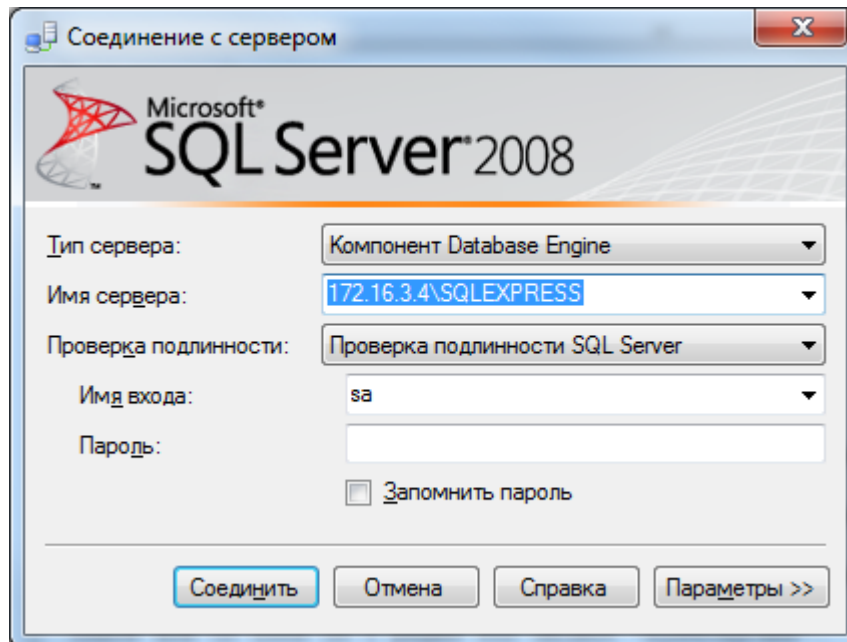 Соединение с сервером
Microsoft®
SQL Server® 2008
Тип сервера: Компонент Database Engine
Имя сервера: 172.16.3.4\SQLEXPRESS
Проверка подлинности: Проверка подлинности SQL Server
Имя входа: sa
Пароль:
Запомнить пароль
Соединить Отмена Справка Параметры >>